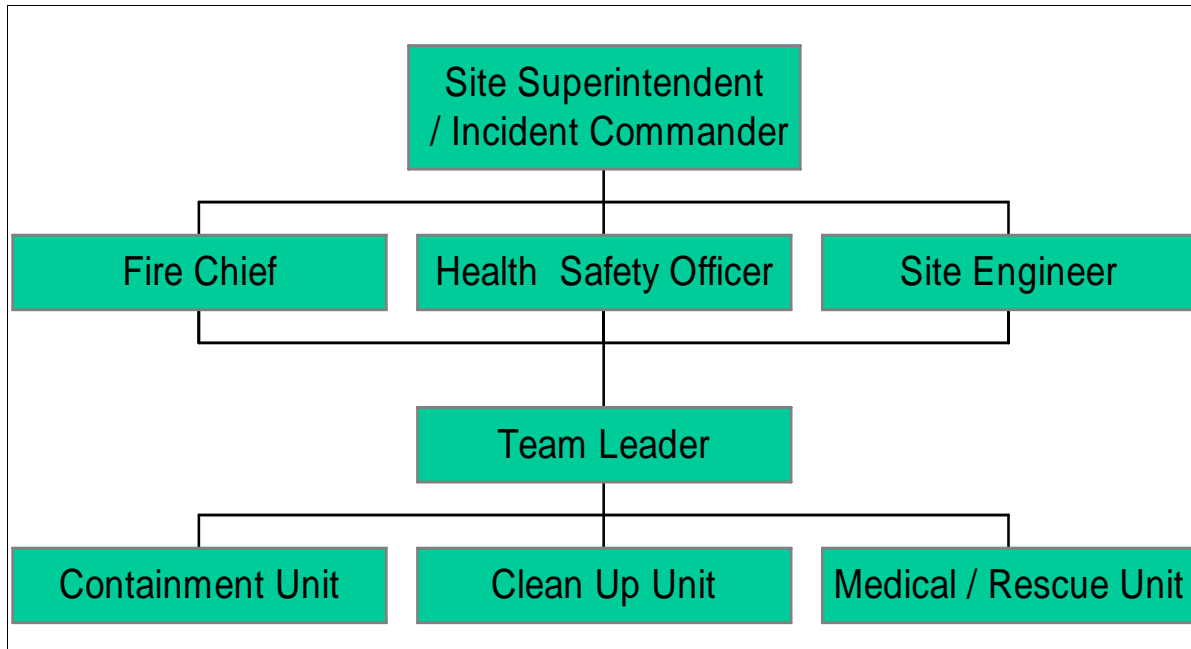 Site Superintendent
/ Incident Commander
Fire Chief
Health  Safety Officer
Site Engineer
Team Leader
Containment Unit
Clean Up Unit
Medical / Rescue Unit